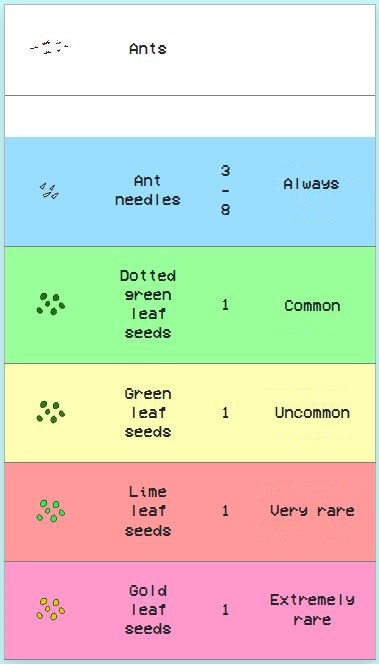 Ants
Ant
needles
3
-
8
Always
Dotted
green
leaf
seeds
1
Common
Green
leaf
seeds
1
Uncommon
Lime
leaf
seeds
1
Very rare
Gold
leaf
seeds
1
Extremely
rare